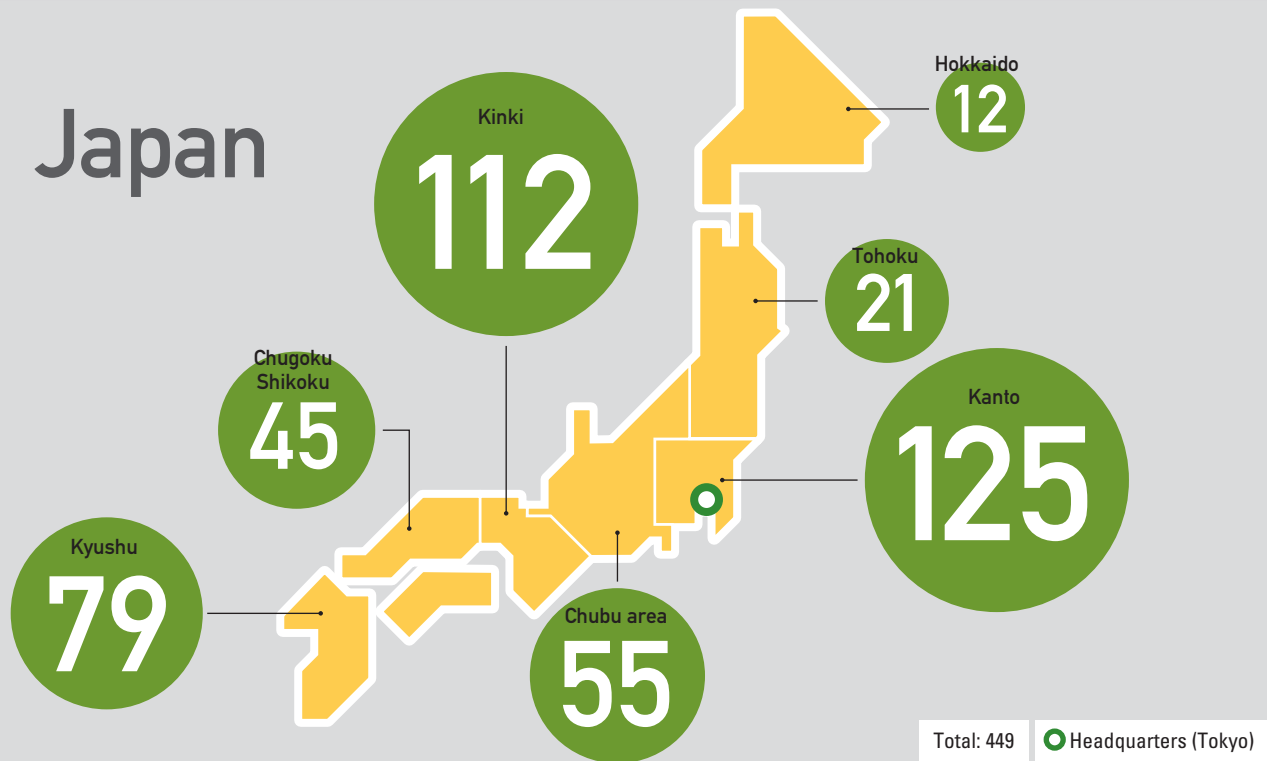 Japan
Hokkaido
12
Kinki
112
Tohoku
21
Chugoku
Shikoku
45
Kanto
125
Kyushu
79
Chubu area
55
Total: 449
Headquarters (Tokyo)